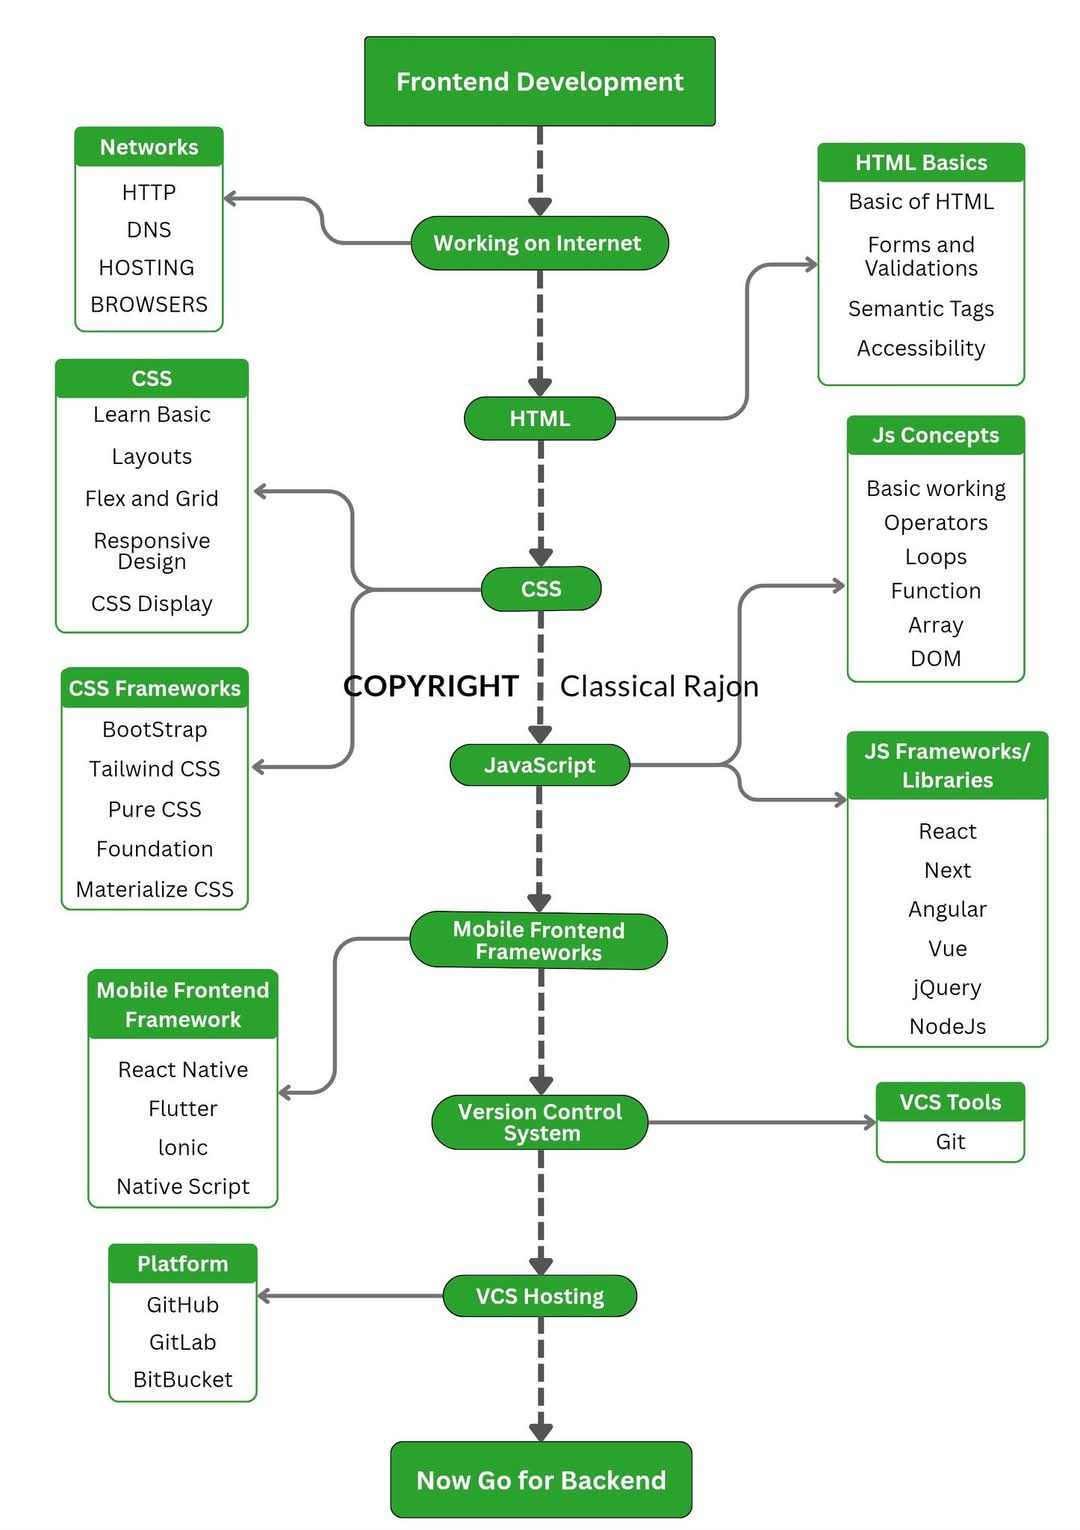 Frontend Development
Networks
HTTP
DNS
HOSTING
BROWSERS
Working on Internet
HTML Basics
Basic of HTML
Forms and
Validations
Semantic Tags
Accessibility
HTML
CSS
Learn Basic
Layouts
Flex and Grid
Responsive
Design
CSS Display
Js Concepts
Basic working
Operators
Loops
Function
Array
DOM
CSS
COPYRIGHT Classical Rajon
CSS Frameworks
BootStrap
Tailwind CSS
Pure CSS
Foundation
Materialize CSS
JavaScript
JS Frameworks/
Libraries
React
Next
Angular
Vue
jQuery
NodeJs
Mobile Frontend
Frameworks
Mobile Frontend
Framework
React Native
Flutter
Ionic
Native Script
Version Control
System
VCS Tools
Git
Platform
GitHub
GitLab
BitBucket
VCS Hosting
Now Go for Backend